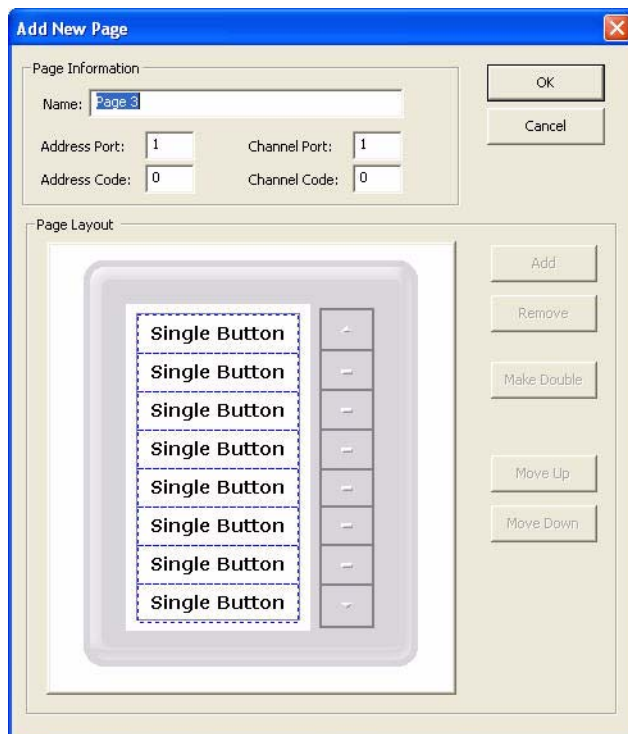 Add New Page
Page Information
Name: Page 3
OK
Cancel
Address Port: 1 Channel Port: 1
Address Code: 0 Channel Code: 0
Page Layout
Single Button
Single Button
Single Button
Single Button
Single Button
Single Button
Single Button
Single Button
Add
Remove
Make Double
Move Up
Move Down